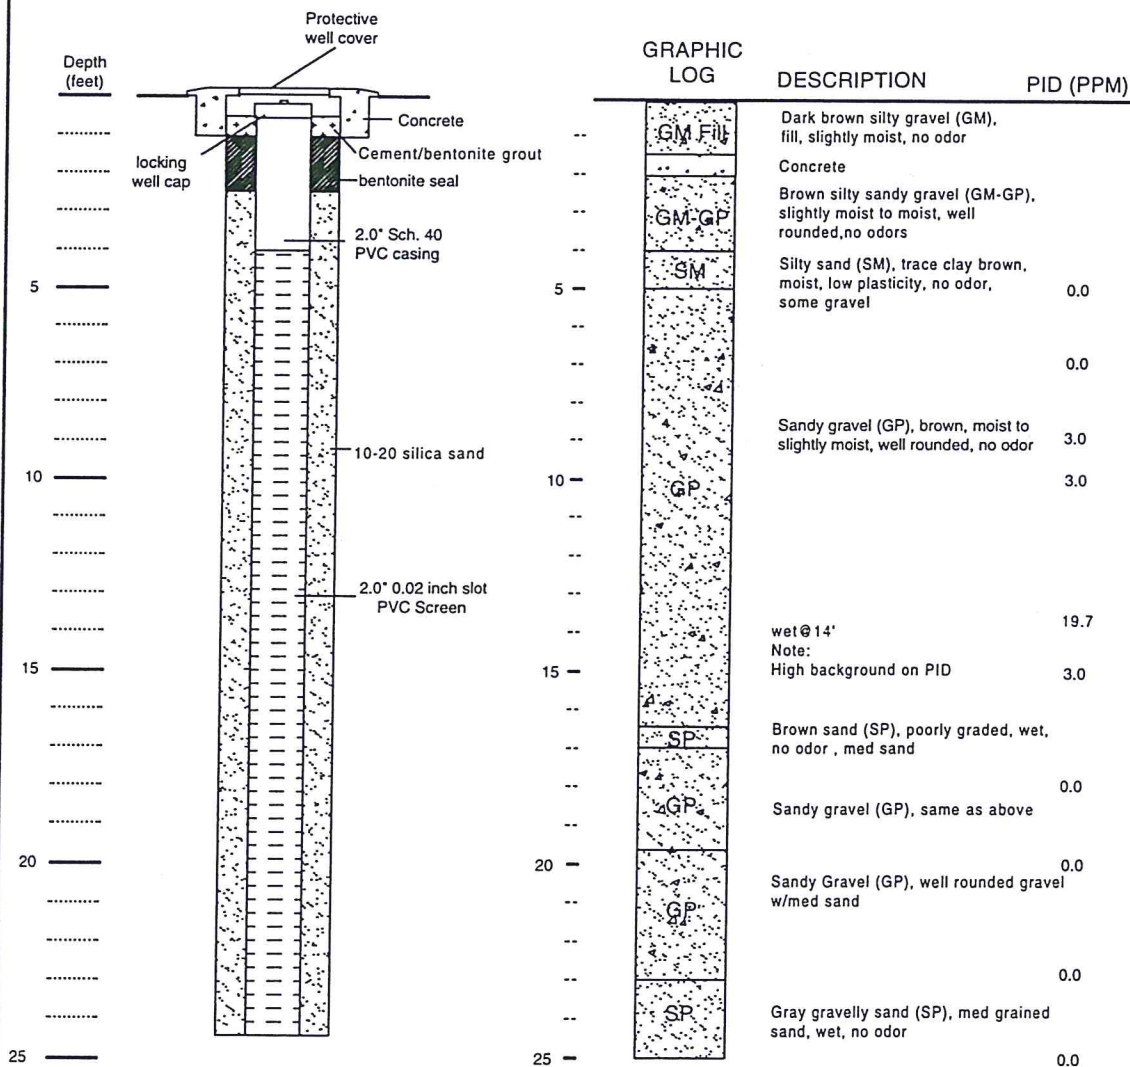 Protective
well cover
Depth
(feet)
Concrete
Cement/bentonite grout
locking
well cap
bentonite seal
2.0" Sch. 40
PVC casing
5
10-20 silica sand
10
2.0" 0.02 inch slot
PVC Screen
15
20
25
GRAPHIC
LOG
DESCRIPTION
PID (PPM)
GM Fill
Dark brown silty gravel (GM),
fill, slightly moist, no odor
Concrete
GM-GP
Brown silty sandy gravel (GM-GP),
slightly moist to moist, well
rounded,no odors
SM
Silty sand (SM), trace clay brown,
moist, low plasticity, no odor,
some gravel
5
0.0
0.0
Sandy gravel (GP), brown, moist to
slightly moist, well rounded, no odor
3.0
10
GP
3.0
wet@14'
19.7
Note:
High background on PID
15
3.0
SP
Brown sand (SP), poorly graded, wet,
no odor , med sand
0.0
GP
Sandy gravel (GP), same as above
20
0.0
GP
Sandy Gravel (GP), well rounded gravel
w/med sand
0.0
SP
Gray gravelly sand (SP), med grained
sand, wet, no odor
25
0.0